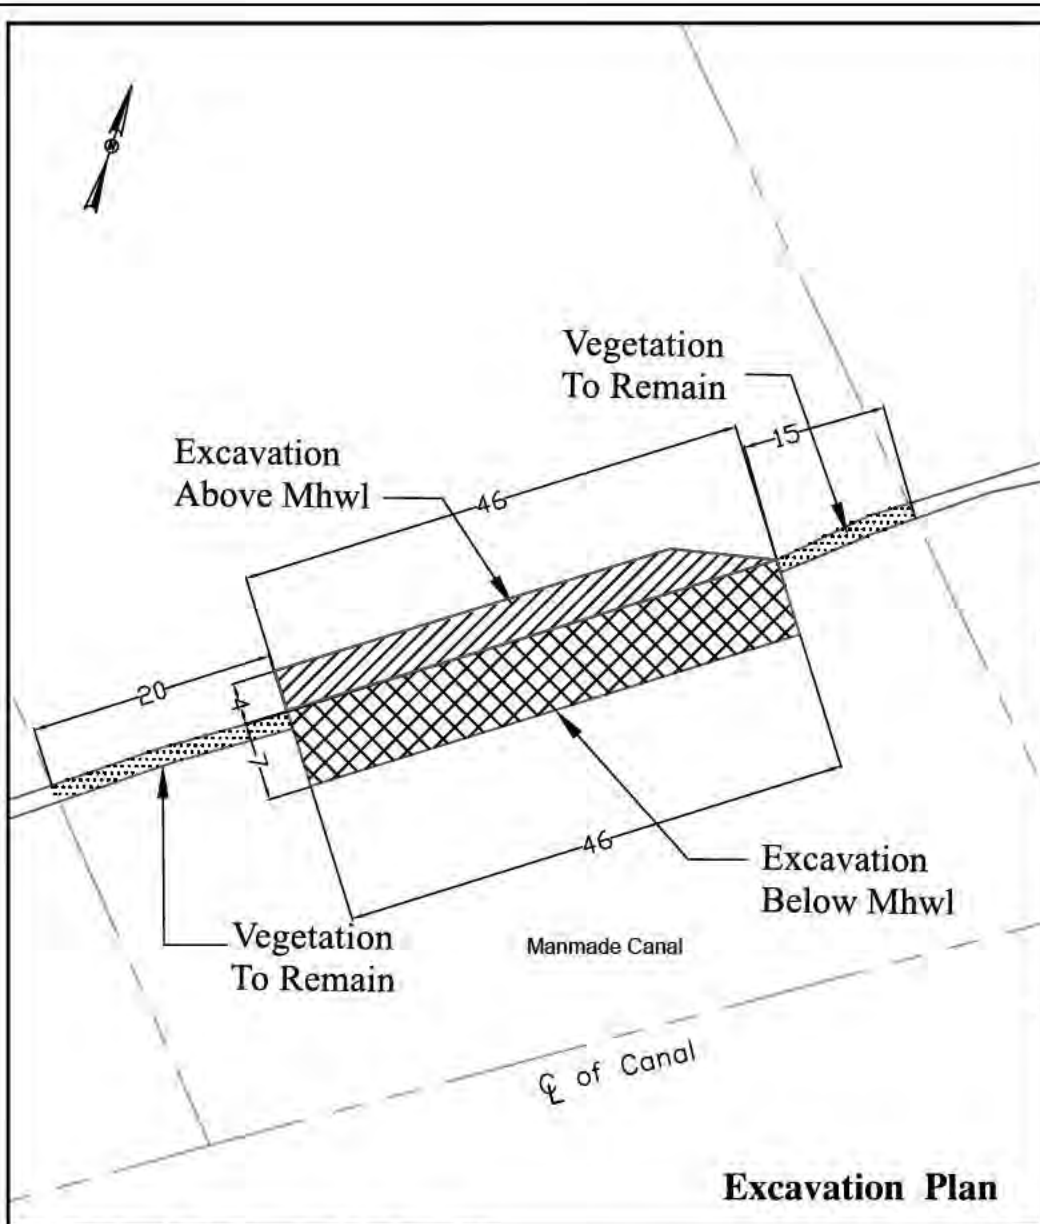 N
Vegetation
To Remain
15
Excavation
Above Mhwl
46
20
4
7
46
Excavation
Below Mhwl
Vegetation
To Remain
Manmade Canal
℄ of Canal
Excavation Plan